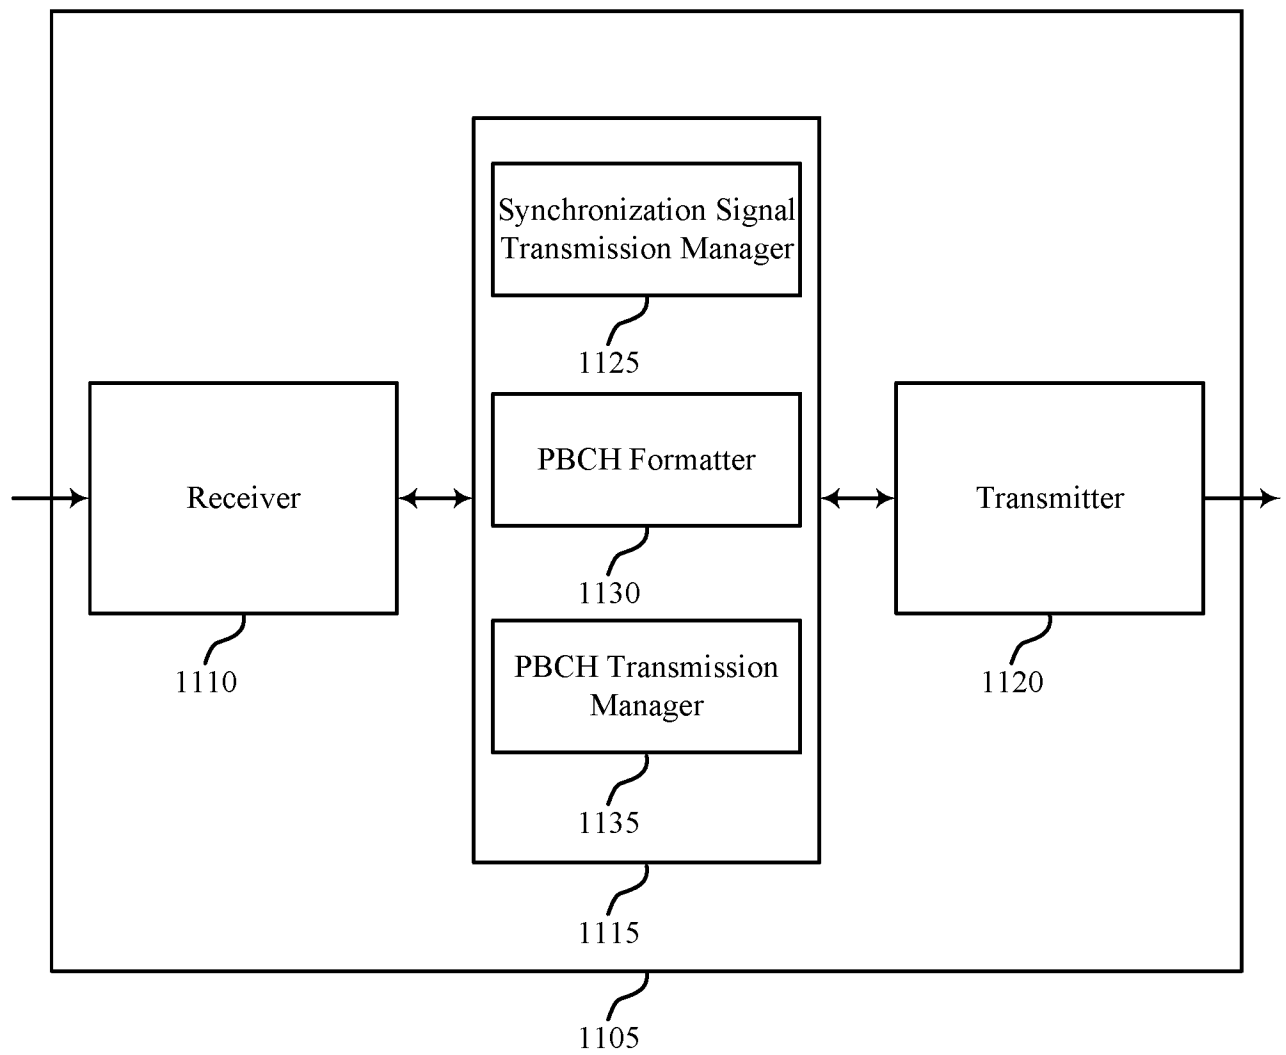 Synchronization Signal
Transmission Manager
1125
PBCH Formatter
1130
PBCH Transmission
Manager
1135
1115
Receiver
1110
Transmitter
1120
1105